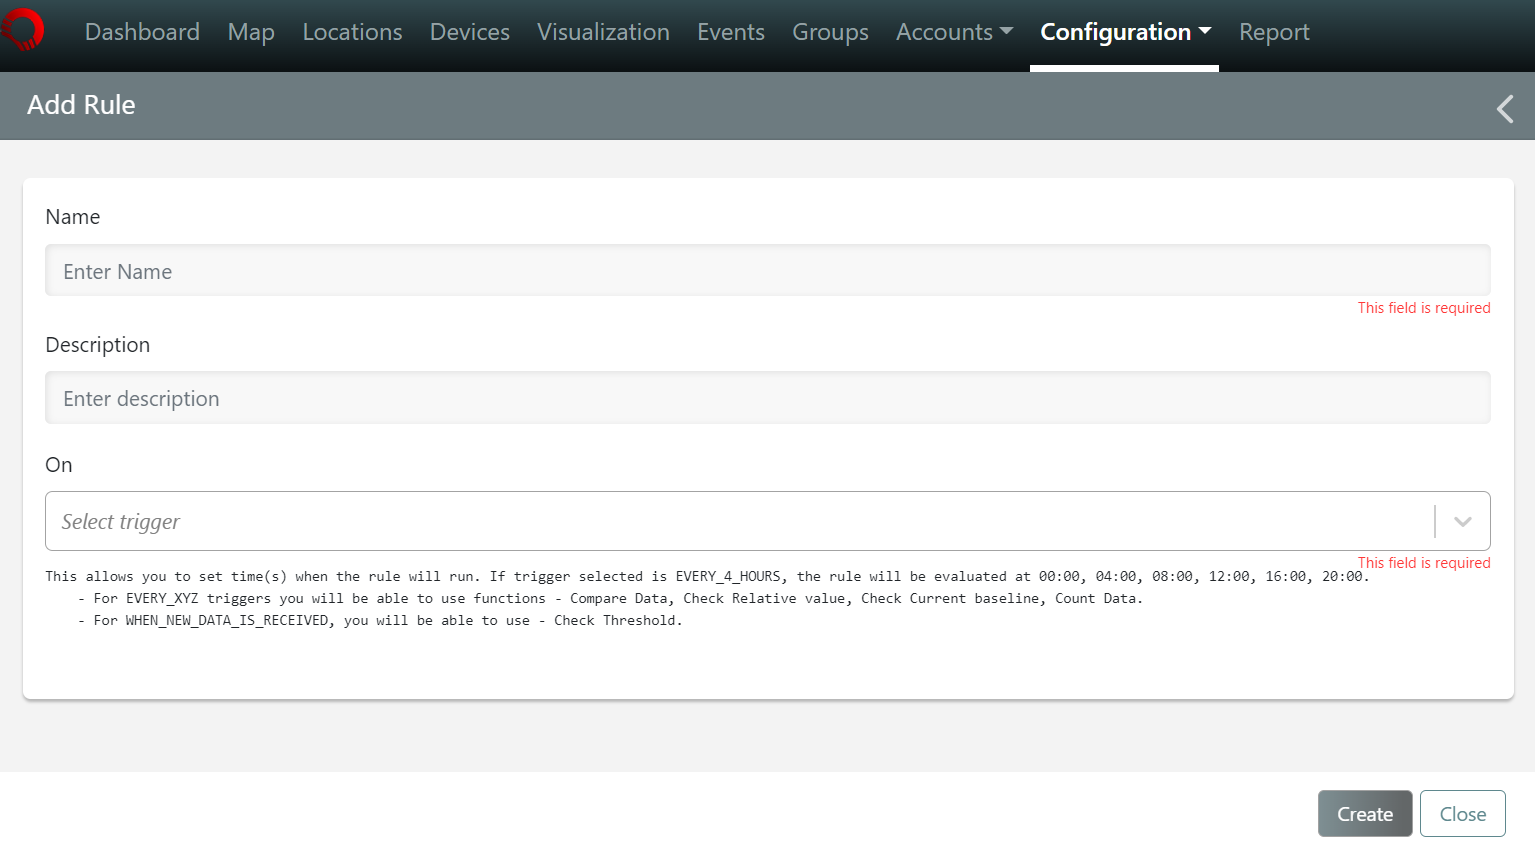 Dashboard Map Locations Devices Visualization Events Groups Accounts Configuration Report
Add Rule
Name
Enter Name
This field is required
Description
Enter description
On
Select trigger
This field is required
This allows you to set time(s) when the rule will run. If trigger selected is EVERY_4_HOURS, the rule will be evaluated at 00:00, 04:00, 08:00, 12:00, 16:00, 20:00.
- For EVERY_XYZ triggers you will be able to use functions - Compare Data, Check Relative value, Check Current baseline, Count Data.
- For WHEN_NEW_DATA_IS_RECEIVED, you will be able to use - Check Threshold.
Create Close